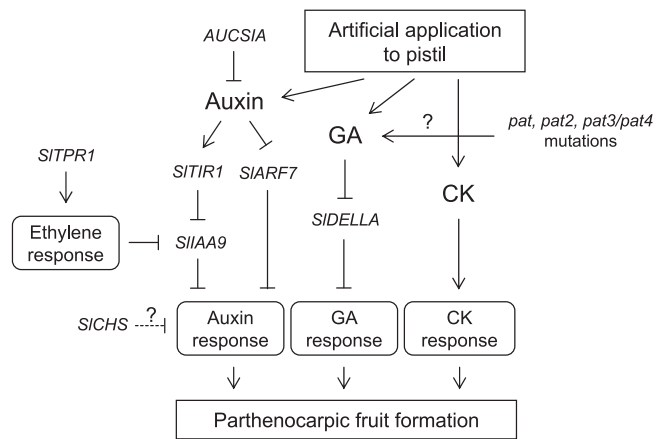 AUCSIA
Artificial application
to pistil
Auxin
?
pat, pat2, pat3/pat4
mutations
GA
SlTPR1
SlTIR1
SlARF7
CK
SlDELLA
Ethylene
response
SlIAA9
SlCHS
?
Auxin
response
GA
response
CK
response
Parthenocarpic fruit formation